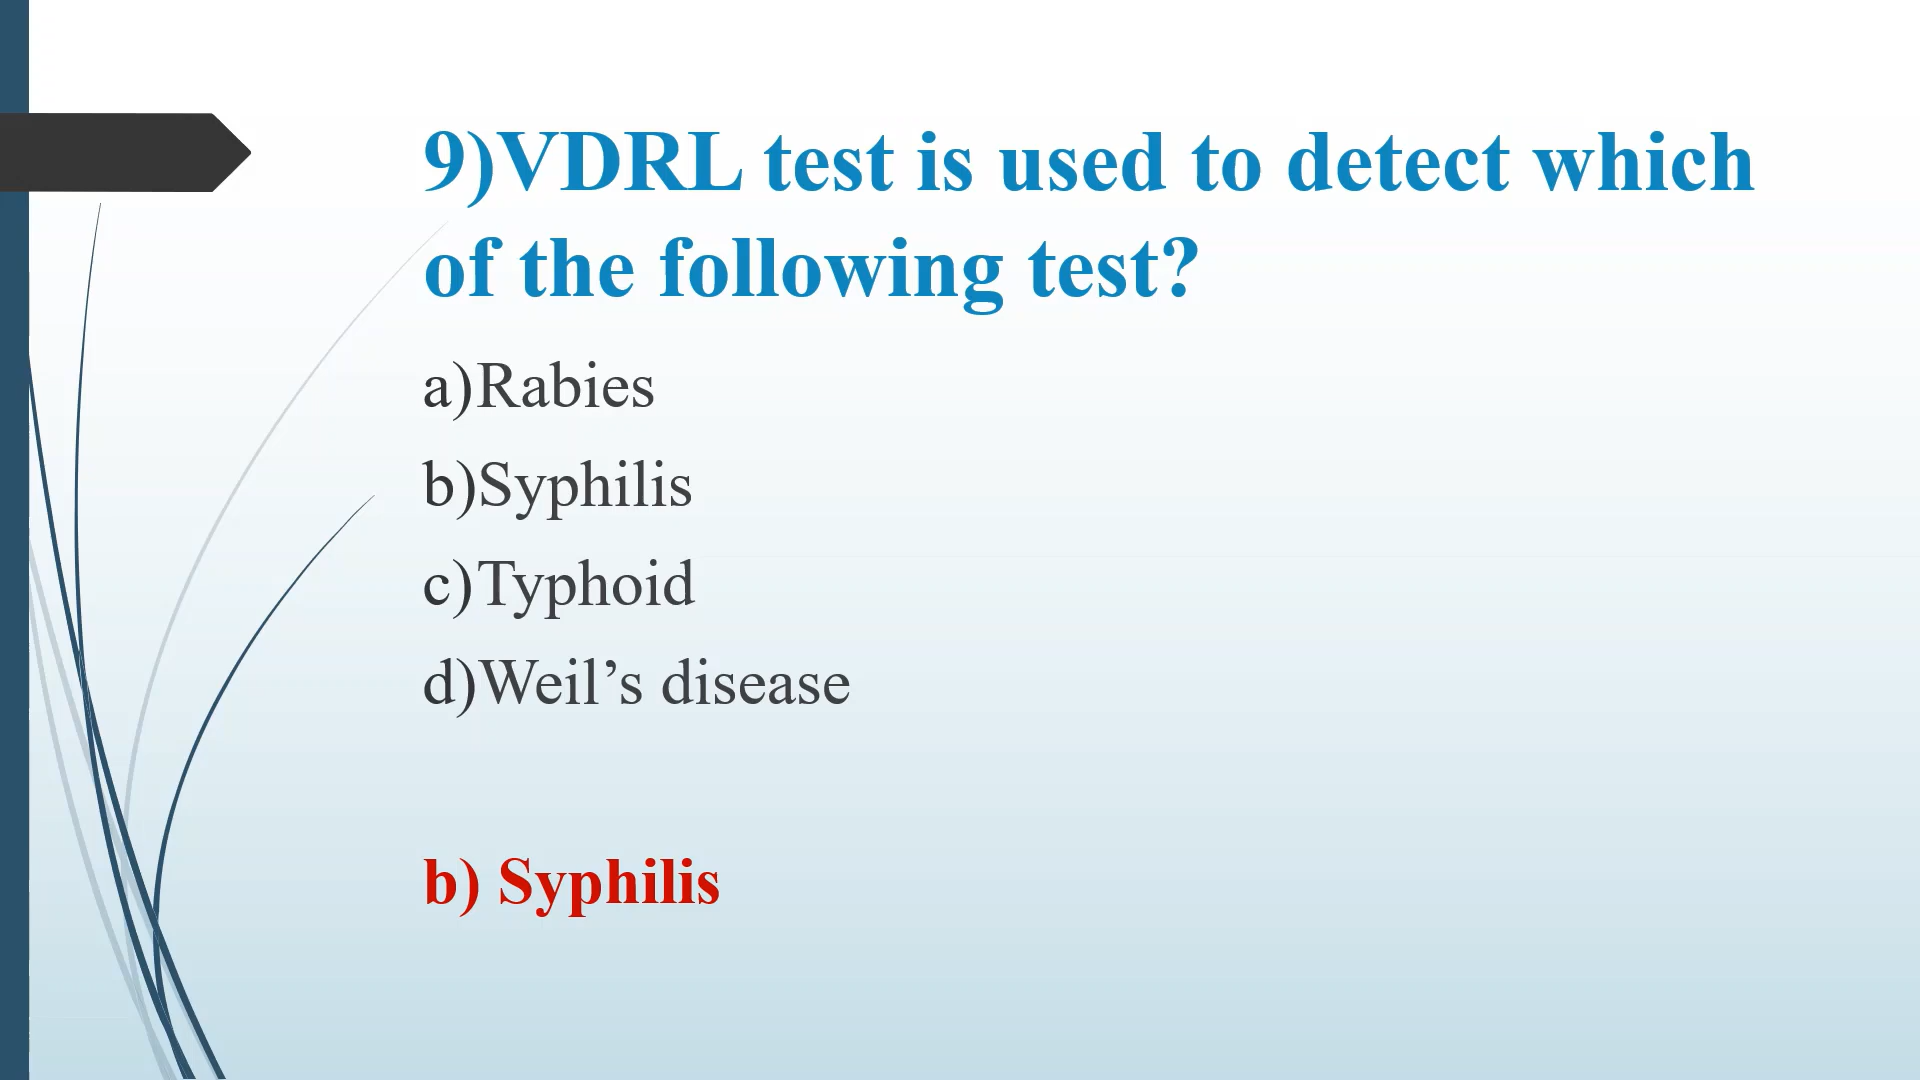 9)VDRL test is used to detect which
of the following test?
a)Rabies
b)Syphilis
c)Typhoid
d)Weil’s disease
b) Syphilis